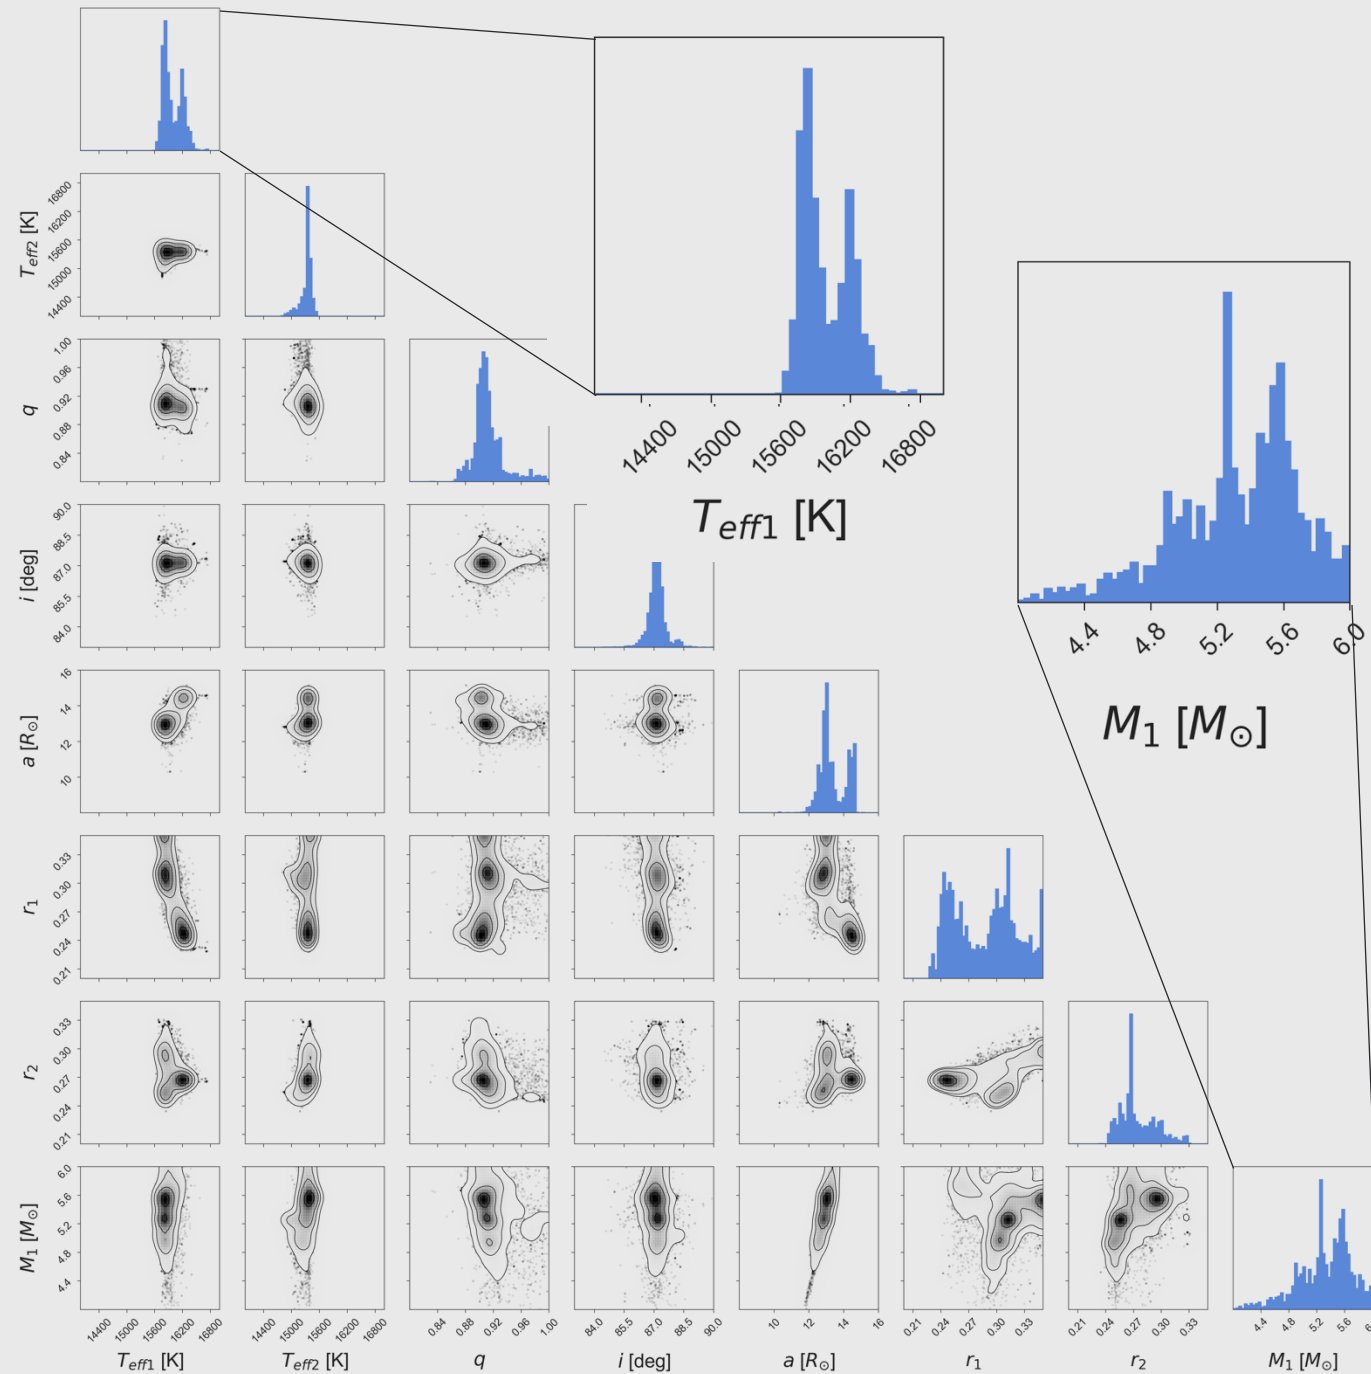 16800
16200
15600
15000
14400
T_eff2 [K]
14400 15000 15600 16200 16800
T_eff1 [K]
4.4 4.8 5.2 5.6 6.0
M_1 [M_⊙]
1.00
0.96
0.92
0.88
0.84
q
90.0
88.5
87.0
85.5
84.0
i [deg]
16
14
12
10
a [R_⊙]
0.33
0.30
0.27
0.24
0.21
r_1
0.33
0.30
0.27
0.24
0.21
r_2
6.0
5.6
5.2
4.8
4.4
M_1 [M_⊙]
14400 15000 15600 16200 16800
14400 15000 15600 16200 16800
0.84 0.88 0.92 0.96 1.00
84.0 85.5 87.0 88.5 90.0
10 12 14 16
0.21 0.24 0.27 0.30 0.33
0.21 0.24 0.27 0.30 0.33
4.4 4.8 5.2 5.6
T_eff1 [K]
T_eff2 [K]
q
i [deg]
a [R_⊙]
r_1
r_2
M_1 [M_⊙]